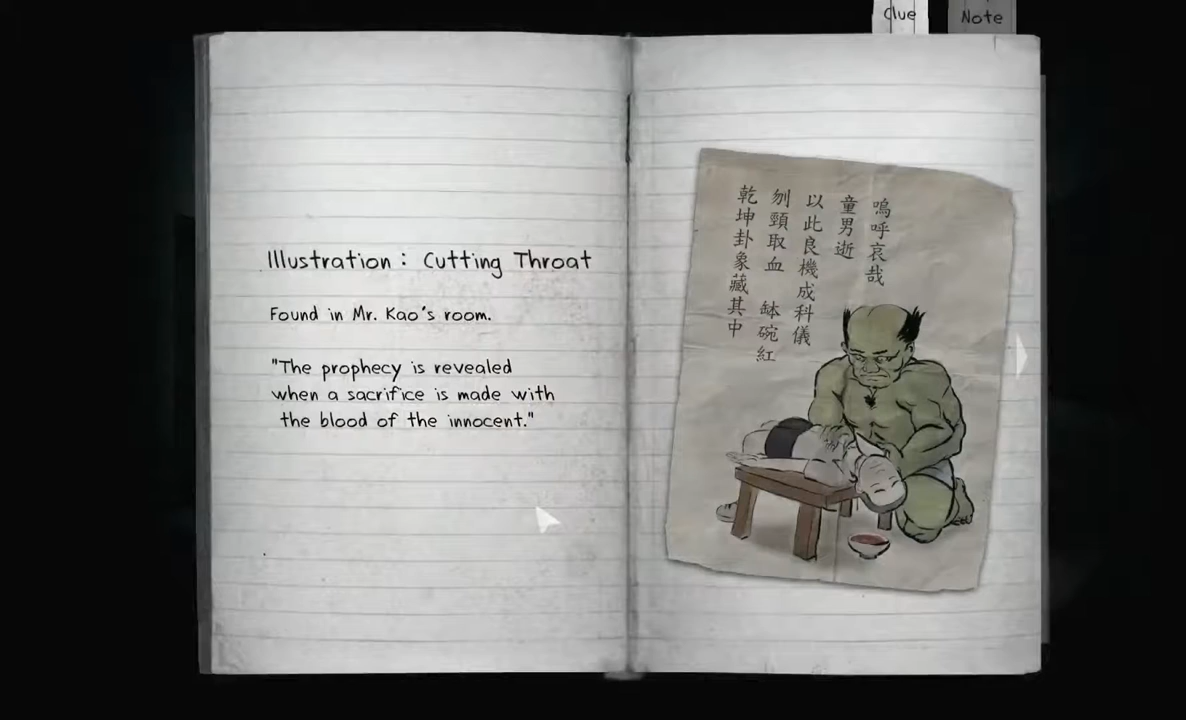 Clue
Note
Illustration : Cutting Throat
Found in Mr. Kao's room.
"The prophecy is revealed
when a sacrifice is made with
the blood of the innocent."
嗚呼哀哉
童男逝
以此良機成科儀
刎頸取血 缽碗紅
乾坤卦象藏其中